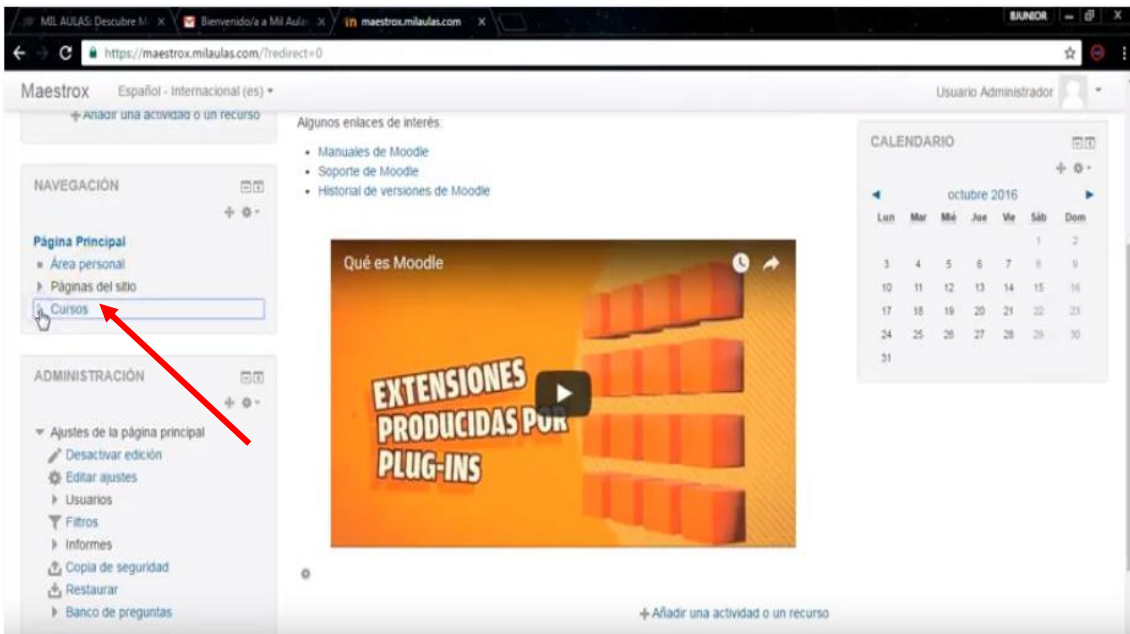 MIL AULAS: Descubre M
Bienvenido/a a Mil Aula
maestrox.milaulas.com
BJUNIOR
https://maestrox.milaulas.com/?redirect=0
Maestrox
Español - Internacional (es)
Usuario Administrador
Añadir una actividad o un recurso
NAVEGACIÓN
Página Principal
Área personal
Páginas del sitio
Cursos
ADMINISTRACIÓN
Ajustes de la página principal
Desactivar edición
Editar ajustes
Usuarios
Filtros
Informes
Copia de seguridad
Restaurar
Banco de preguntas
Algunos enlaces de interés:
Manuales de Moodle
Soporte de Moodle
Historial de versiones de Moodle
Qué es Moodle
EXTENSIONES
PRODUCIDAS POR
PLUG-INS
Añadir una actividad o un recurso
CALENDARIO
octubre 2016
Lun Mar Mié Jue Vie Sáb Dom
1 2
3 4 5 6 7 8 9
10 11 12 13 14 15 16
17 18 19 20 21 22 23
24 25 26 27 28 29 30
31